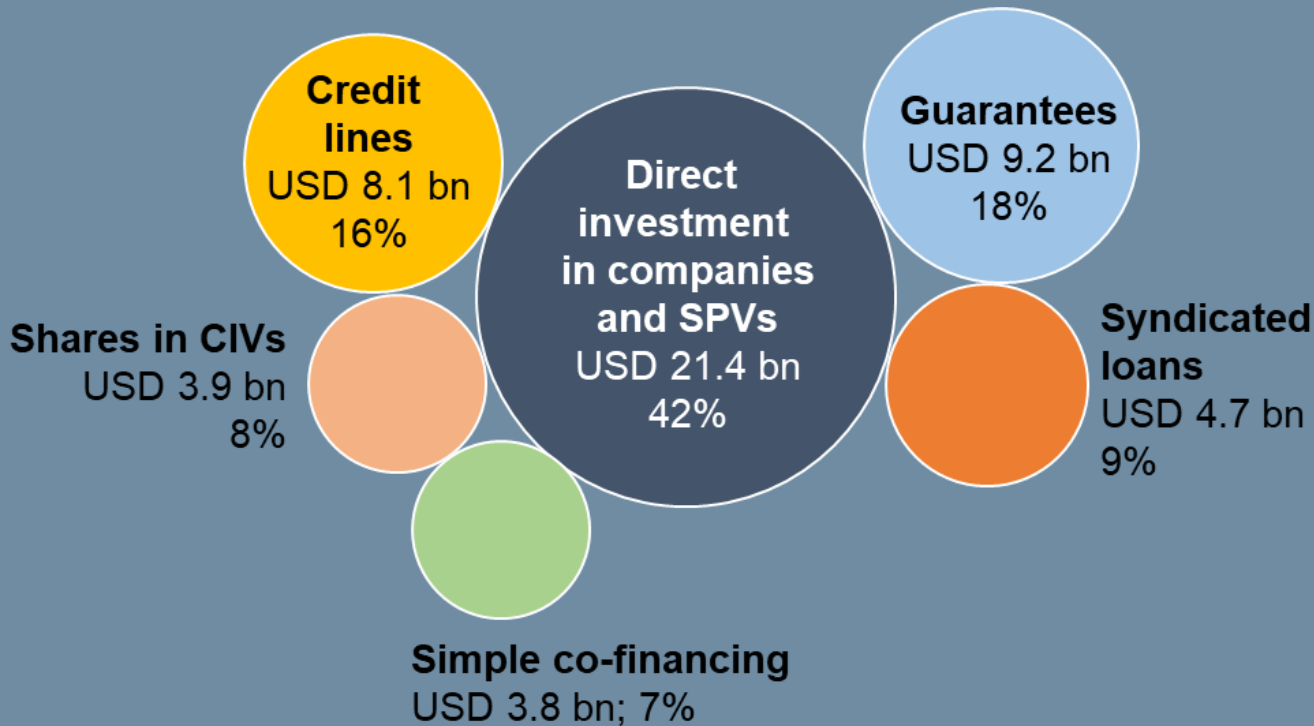 Credit
lines
USD 8.1 bn
16%
Direct
investment
in companies
and SPVs
USD 21.4 bn
42%
Guarantees
USD 9.2 bn
18%
Shares in CIVs
USD 3.9 bn
8%
Syndicated
loans
USD 4.7 bn
9%
Simple co-financing
USD 3.8 bn; 7%